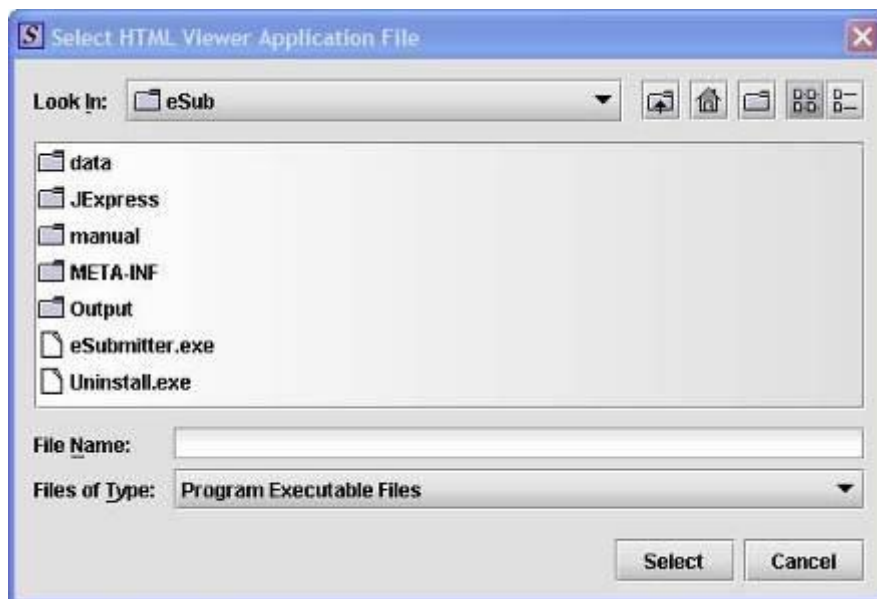 S Select HTML Viewer Application File
Look In: eSub
data
JExpress
manual
META-INF
Output
eSubmitter.exe
Uninstall.exe
File Name:
Files of Type: Program Executable Files
Select Cancel